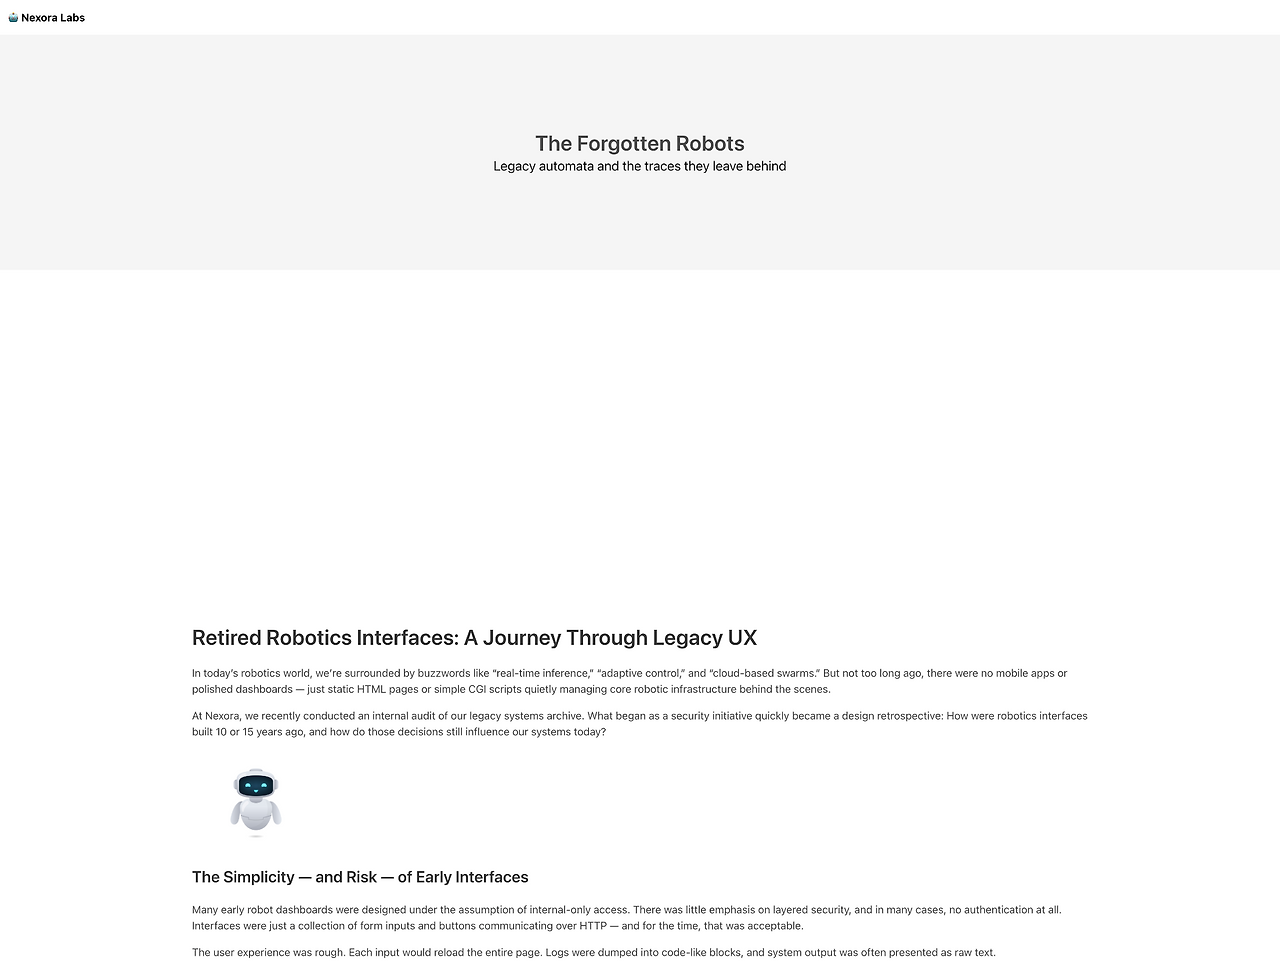 Nexora Labs
The Forgotten Robots
Legacy automata and the traces they leave behind
Retired Robotics Interfaces: A Journey Through Legacy UX
In today’s robotics world, we’re surrounded by buzzwords like “real-time inference,” “adaptive control,” and “cloud-based swarms.” But not too long ago, there were no mobile apps or
polished dashboards — just static HTML pages or simple CGI scripts quietly managing core robotic infrastructure behind the scenes.
At Nexora, we recently conducted an internal audit of our legacy systems archive. What began as a security initiative quickly became a design retrospective: How were robotics interfaces
built 10 or 15 years ago, and how do those decisions still influence our systems today?
The Simplicity — and Risk — of Early Interfaces
Many early robot dashboards were designed under the assumption of internal-only access. There was little emphasis on layered security, and in many cases, no authentication at all.
Interfaces were just a collection of form inputs and buttons communicating over HTTP — and for the time, that was acceptable.
The user experience was rough. Each input would reload the entire page. Logs were dumped into code-like blocks, and system output was often presented as raw text.